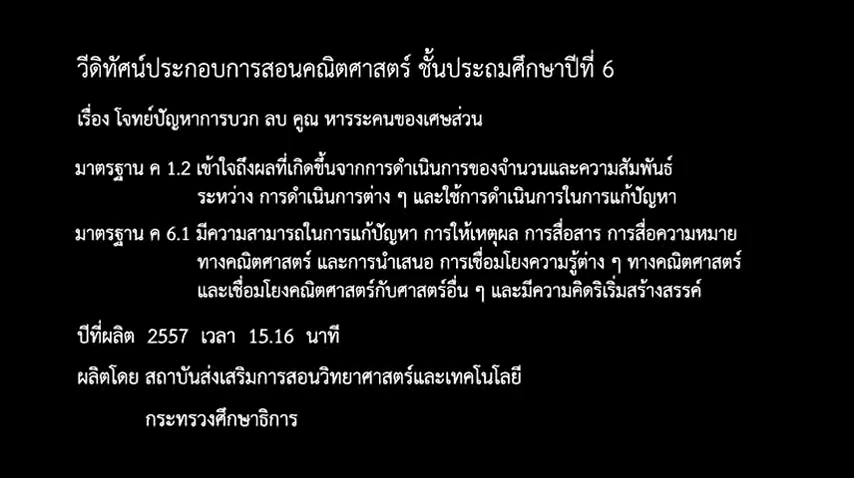 วีดิทัศน์ประกอบการสอนคณิตศาสตร์ ชั้นประถมศึกษาปีที่ 6
เรื่อง โจทย์ปัญหาการบวก ลบ คูณ หารระคนของเศษส่วน
มาตรฐาน ค 1.2 เข้าใจถึงผลที่เกิดขึ้นจากการดำเนินการของจำนวนและความสัมพันธ์
ระหว่าง การดำเนินการต่าง ๆ และใช้การดำเนินการในการแก้ปัญหา
มาตรฐาน ค 6.1 มีความสามารถในการแก้ปัญหา การให้เหตุผล การสื่อสาร การสื่อความหมาย
ทางคณิตศาสตร์ และการนำเสนอ การเชื่อมโยงความรู้ต่าง ๆ ทางคณิตศาสตร์
และเชื่อมโยงคณิตศาสตร์กับศาสตร์อื่น ๆ และมีความคิดริเริ่มสร้างสรรค์
ปีที่ผลิต 2557 เวลา 15.16 นาที
ผลิตโดย สถาบันส่งเสริมการสอนวิทยาศาสตร์และเทคโนโลยี
กระทรวงศึกษาธิการ